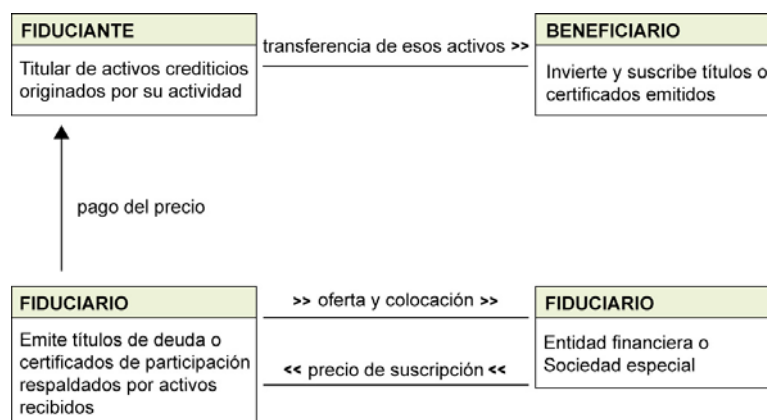 FIDUCIANTE
Titular de activos crediticios
originados por su actividad
transferencia de esos activos >>
BENEFICIARIO
Invierte y suscribe títulos o
certificados emitidos
pago del precio
FIDUCIARIO
Emite títulos de deuda o
certificados de participación
respaldados por activos
recibidos
>> oferta y colocación >>
<< precio de suscripción <<
FIDUCIARIO
Entidad financiera o
Sociedad especial